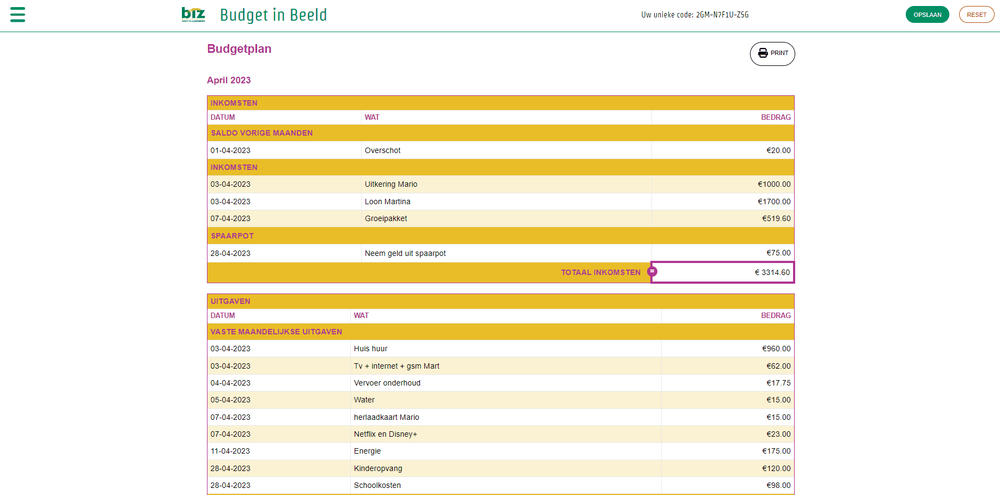 biz
OOST-VLAANDEREN
Budget in Beeld
Uw unieke code: 2GM-N7F1U-ZSG
OPSLAAN
RESET
Budgetplan
PRINT
April 2023
INKOMSTEN
DATUM WAT BEDRAG
SALDO VORIGE MAANDEN
01-04-2023 Overschot €20.00
INKOMSTEN
03-04-2023 Uitkering Mario €1000.00
03-04-2023 Loon Martina €1700.00
07-04-2023 Groeipakket €519.60
SPAARPOT
28-04-2023 Neem geld uit spaarpot €75.00
TOTAAL INKOMSTEN = € 3314.60
UITGAVEN
DATUM WAT BEDRAG
VASTE MAANDELIJKSE UITGAVEN
03-04-2023 Huis huur €960.00
03-04-2023 Tv + internet + gsm Mart €62.00
04-04-2023 Vervoer onderhoud €17.75
05-04-2023 Water €15.00
07-04-2023 herlaadkaart Mario €15.00
07-04-2023 Netflix en Disney+ €23.00
11-04-2023 Energie €175.00
28-04-2023 Kinderopvang €120.00
28-04-2023 Schoolkosten €98.00